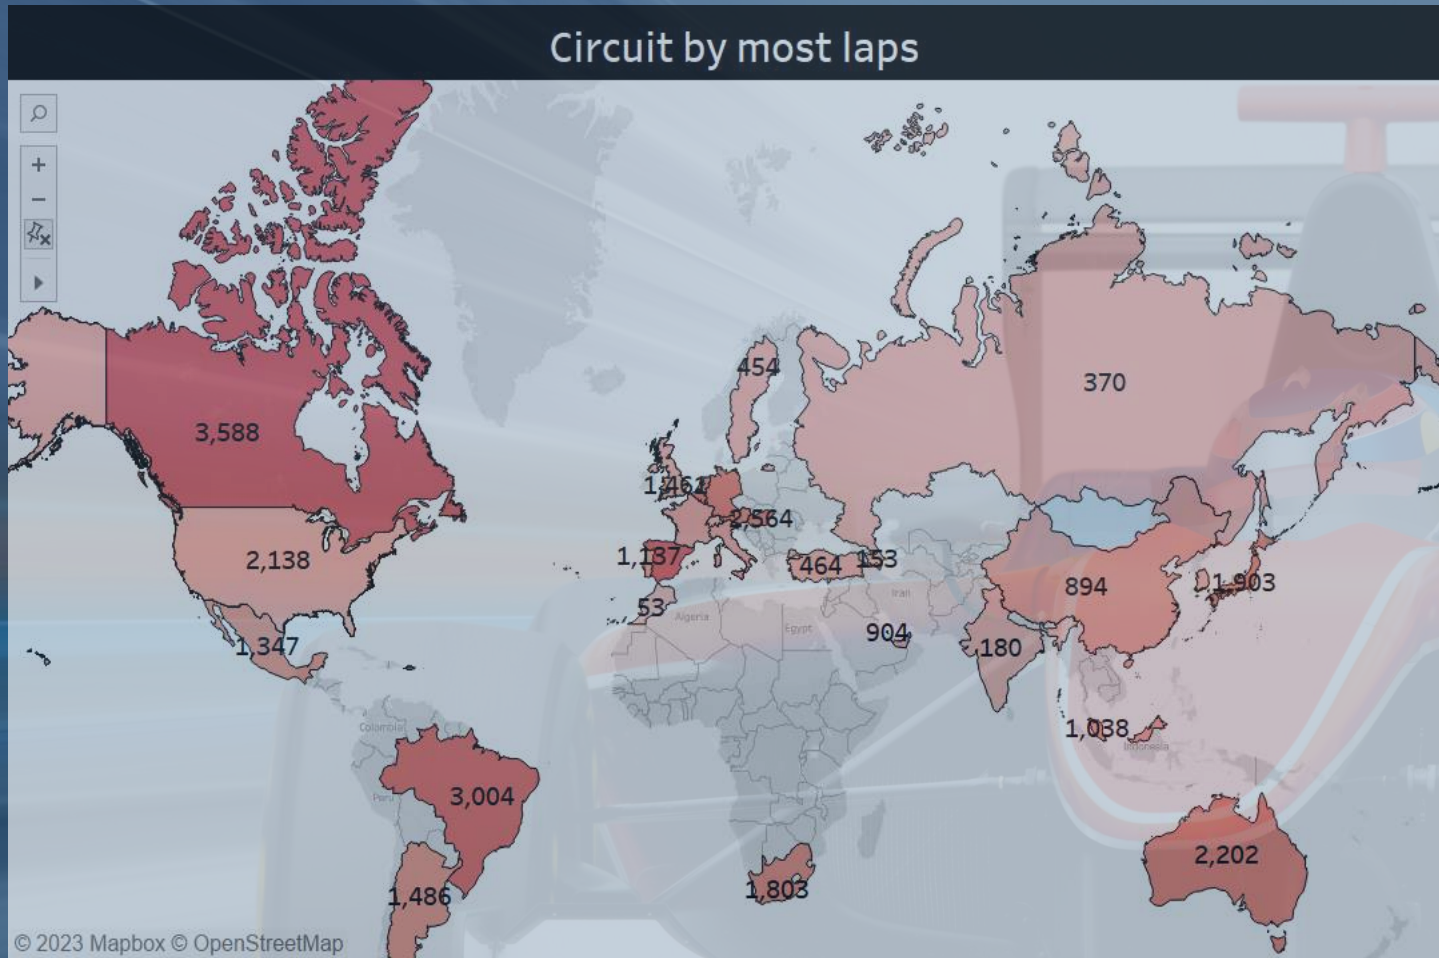 Circuit by most laps
454
370
3,588
1,462
2,564
2,138
1,137
464
153
894
1,903
Iran
53
Algeria
Egypt
904
180
1,347
1,038
Colombia
Indonesia
3,004
Peru
2,202
1,486
1,803
© 2023 Mapbox © OpenStreetMap